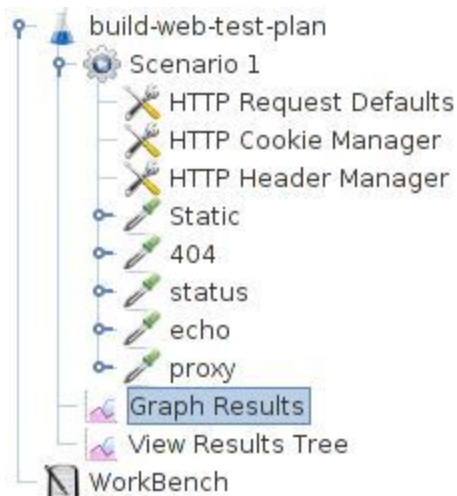 build-web-test-plan
Scenario 1
HTTP Request Defaults
HTTP Cookie Manager
HTTP Header Manager
Static
404
status
echo
proxy
Graph Results
View Results Tree
WorkBench